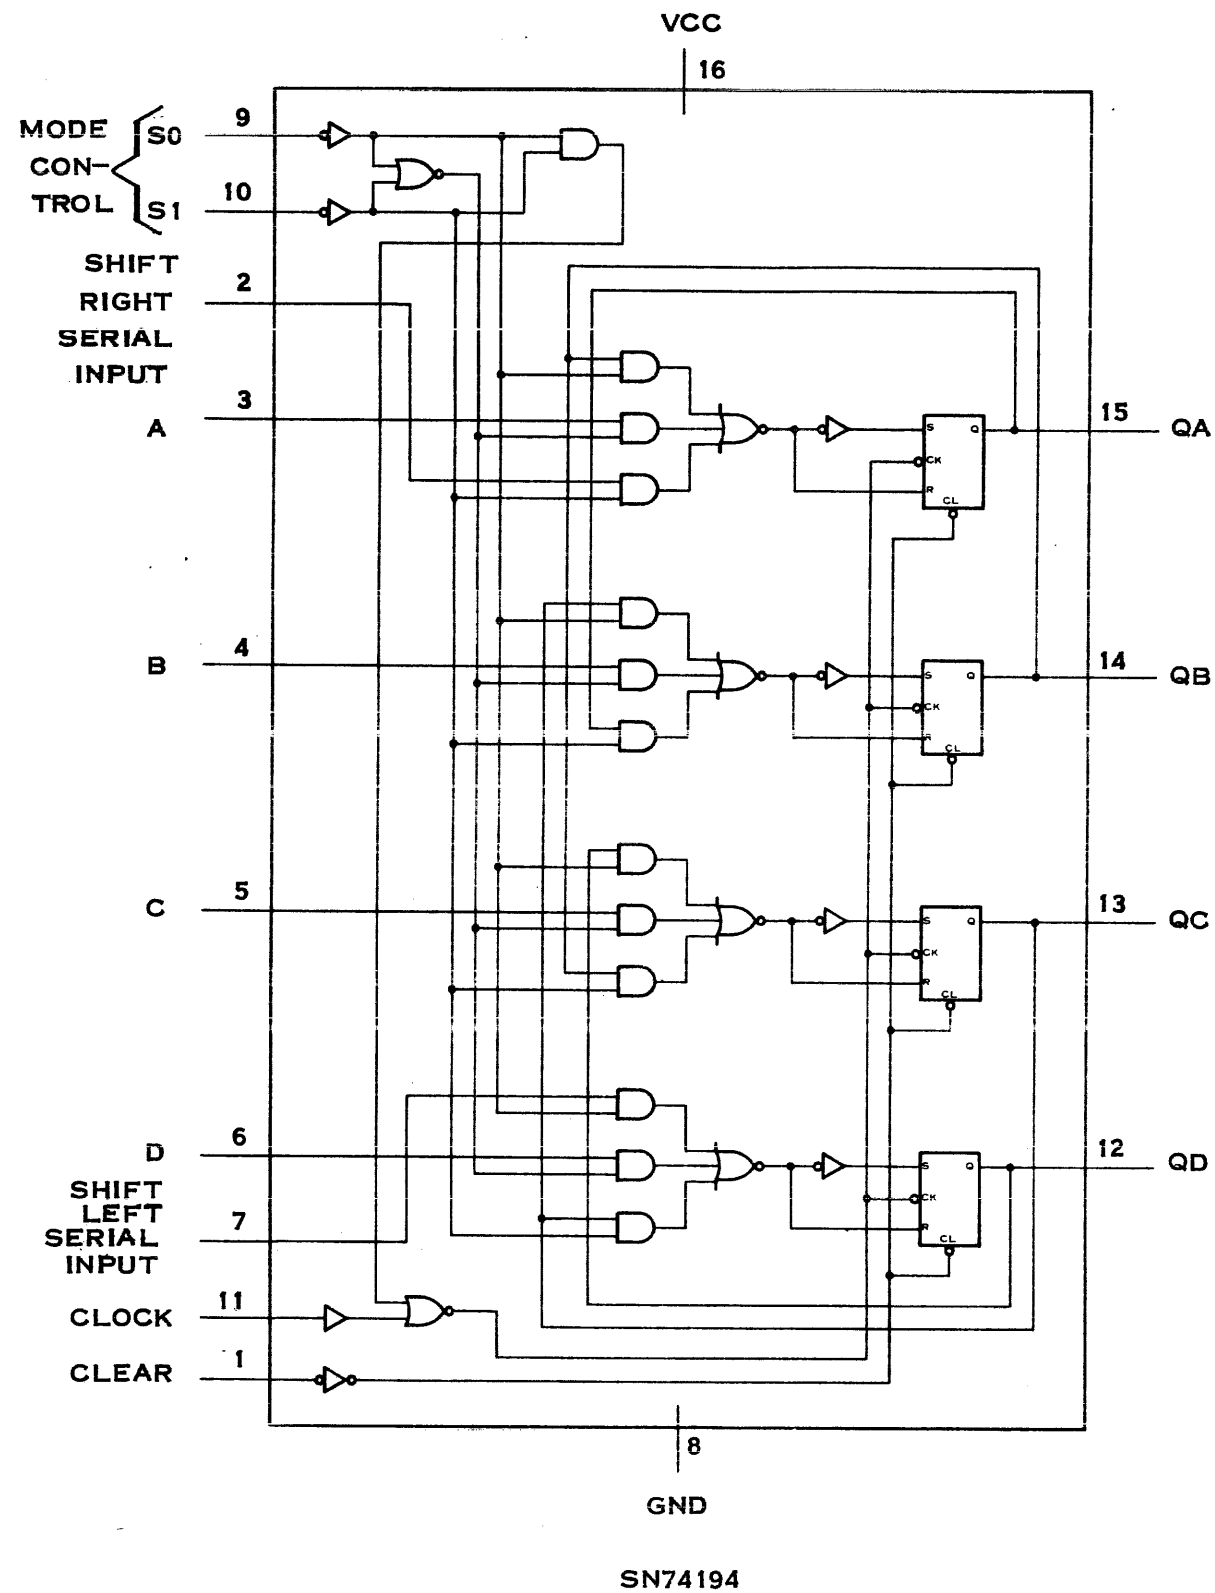 VCC
16
MODE
CON-
TROL
S0
9
S1
10
SHIFT
RIGHT
SERIAL
INPUT
2
A
3
S
Q
CK
R
CL
15
QA
B
4
S
Q
CK
R
CL
14
QB
C
5
S
Q
CK
R
CL
13
QC
D
6
S
Q
CK
R
CL
12
QD
SHIFT
LEFT
SERIAL
INPUT
7
CLOCK
11
CLEAR
1
8
GND
SN74194